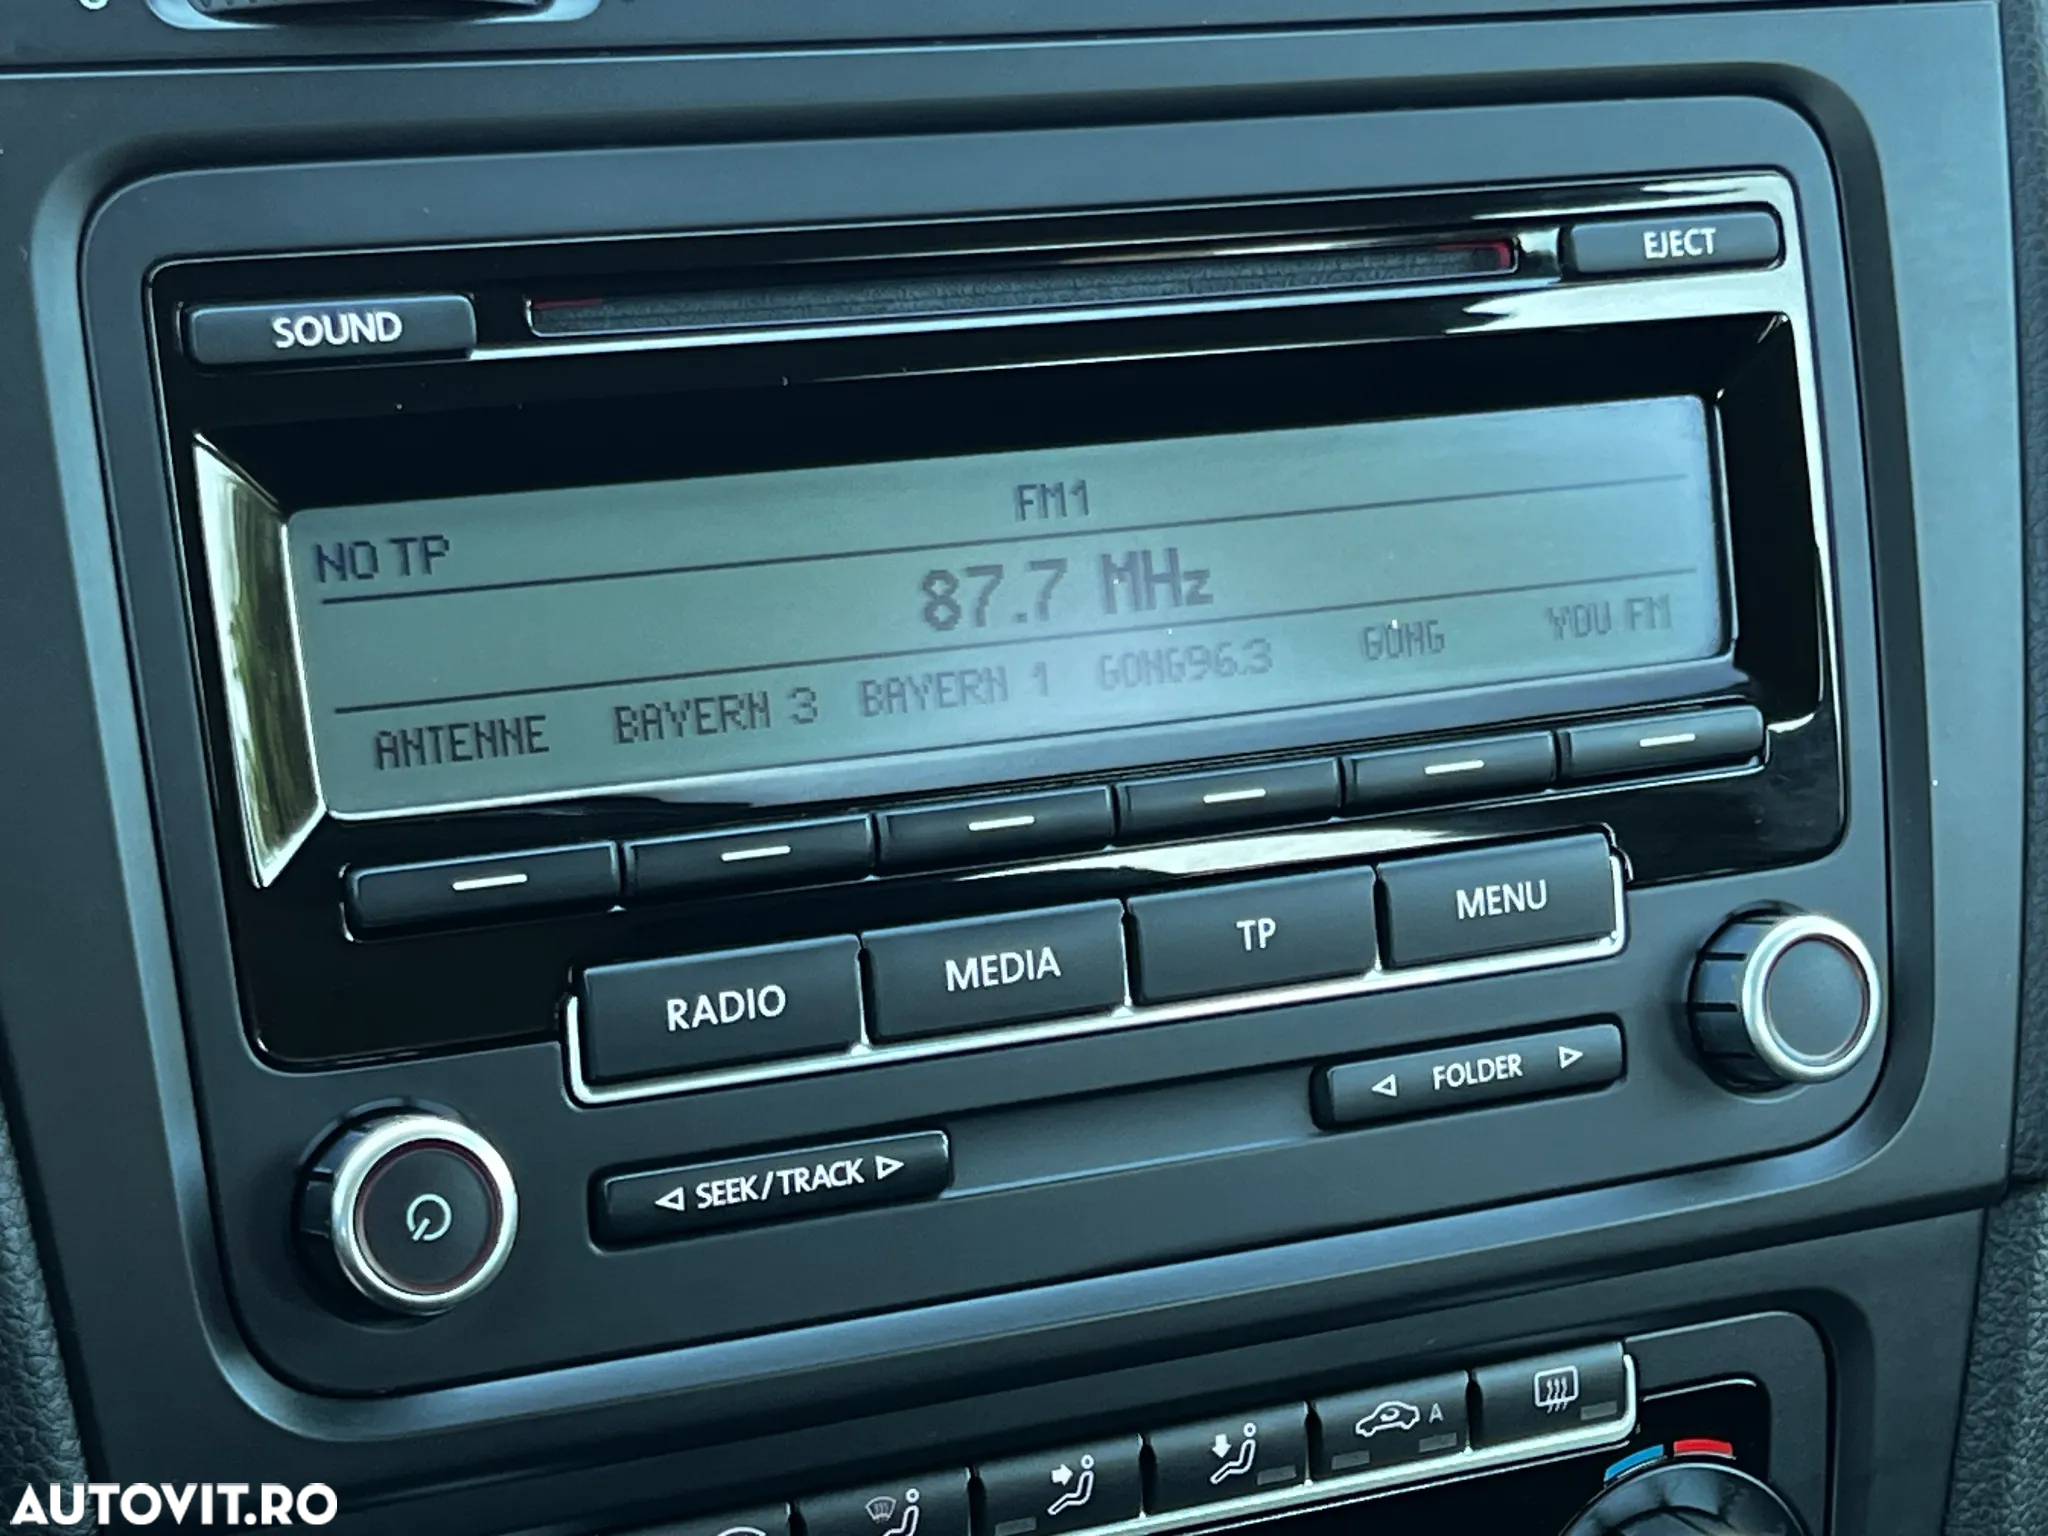 EJECT
SOUND
FM1
NO TP
87.7 MHz
ANTENNE BAYERN 3 BAYERN 1 GONG96.3 GONG YOU FM
RADIO MEDIA TP MENU
FOLDER
SEEK/TRACK
A
AUTOVIT.RO